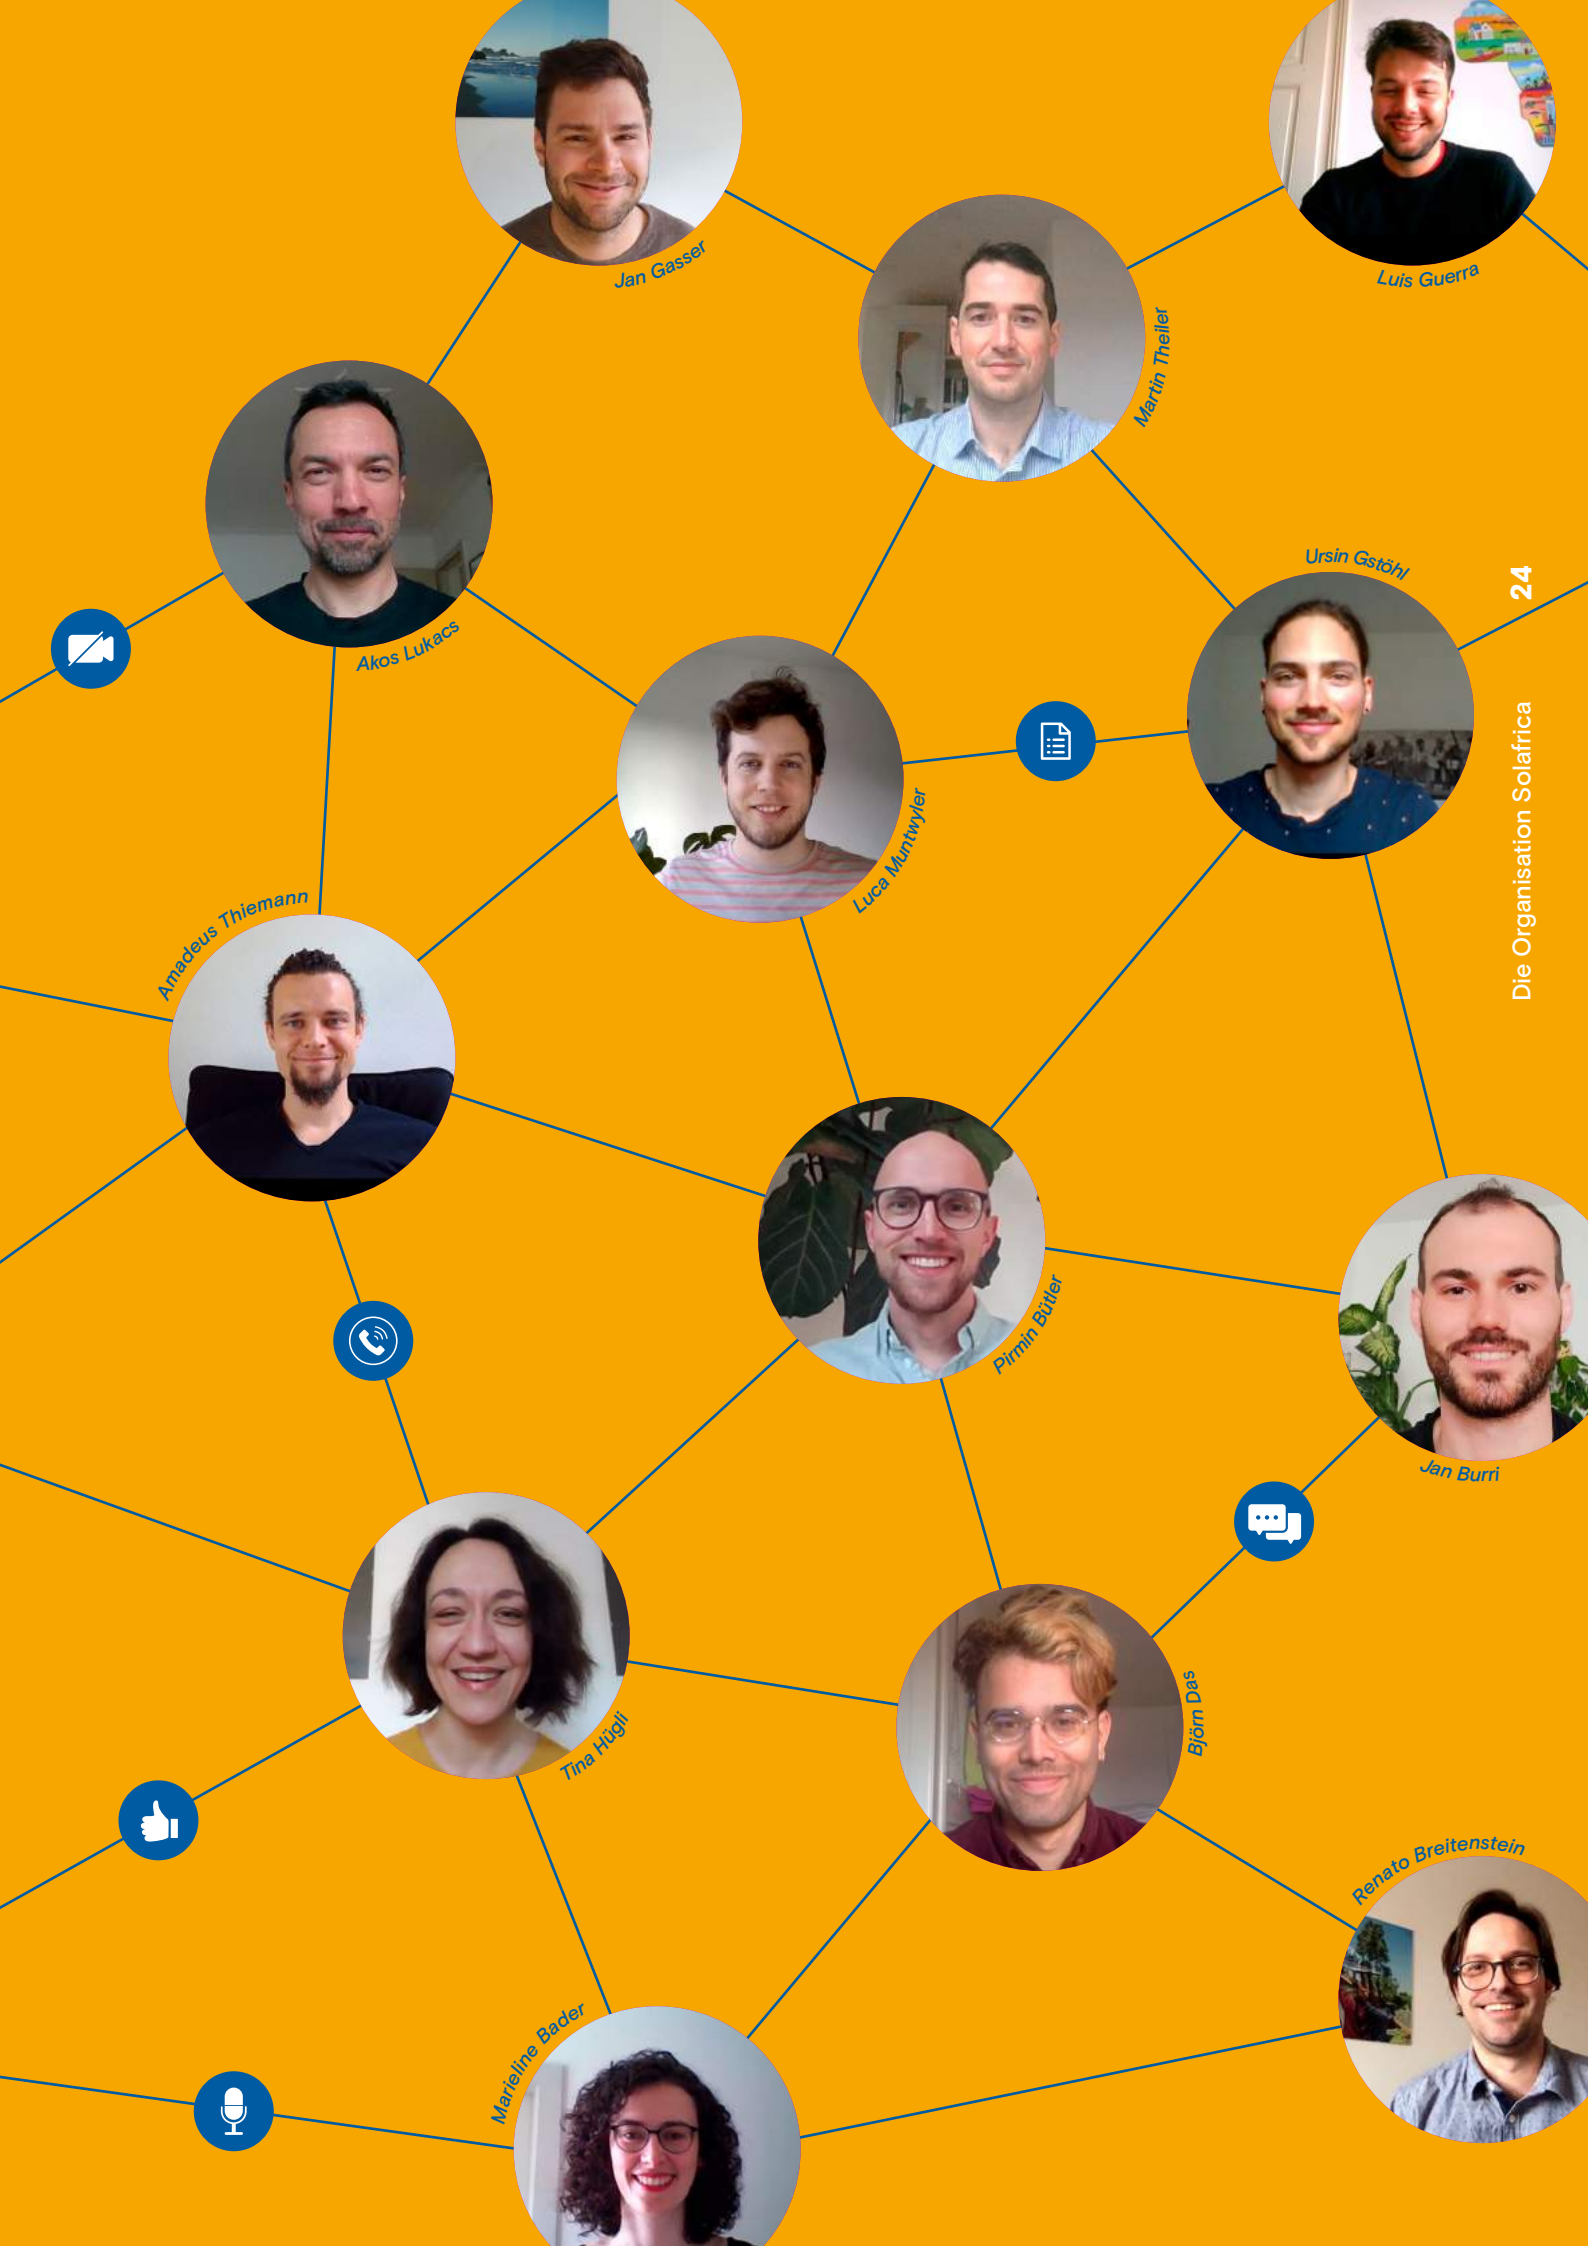 Jan Gasser
Luis Guerra
Martin Theiler
Akos Lukacs
Ursin Gstöhl
24
Die Organisation Solafrica
Luca Muntwyler
Amadeus Thiemann
Pirmin Bütler
Jan Burri
Tina Hügli
Björn Das
Renato Breitenstein
Marieline Bader